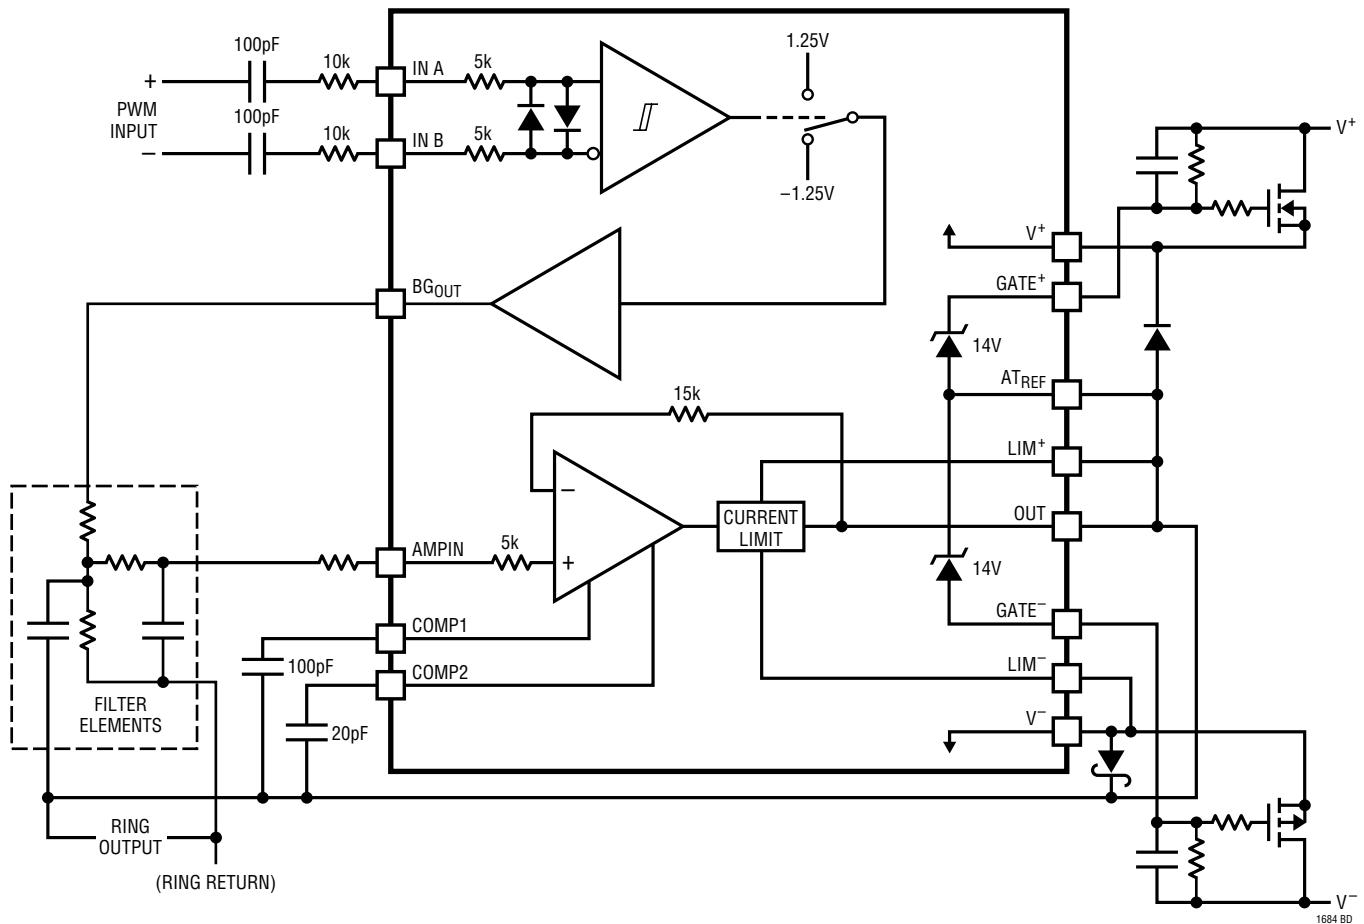 100pF
10k
IN A
5k
1.25V
+
PWM
INPUT
100pF
10k
IN B
5k
–
–1.25V
V+
V+
GATE+
BGOUT
14V
ATREF
15k
LIM+
–
CURRENT
LIMIT
OUT
AMPIN
5k
+
14V
GATE–
COMP1
100pF
COMP2
LIM–
FILTER
ELEMENTS
20pF
V–
RING
OUTPUT
(RING RETURN)
V–
1684 BD